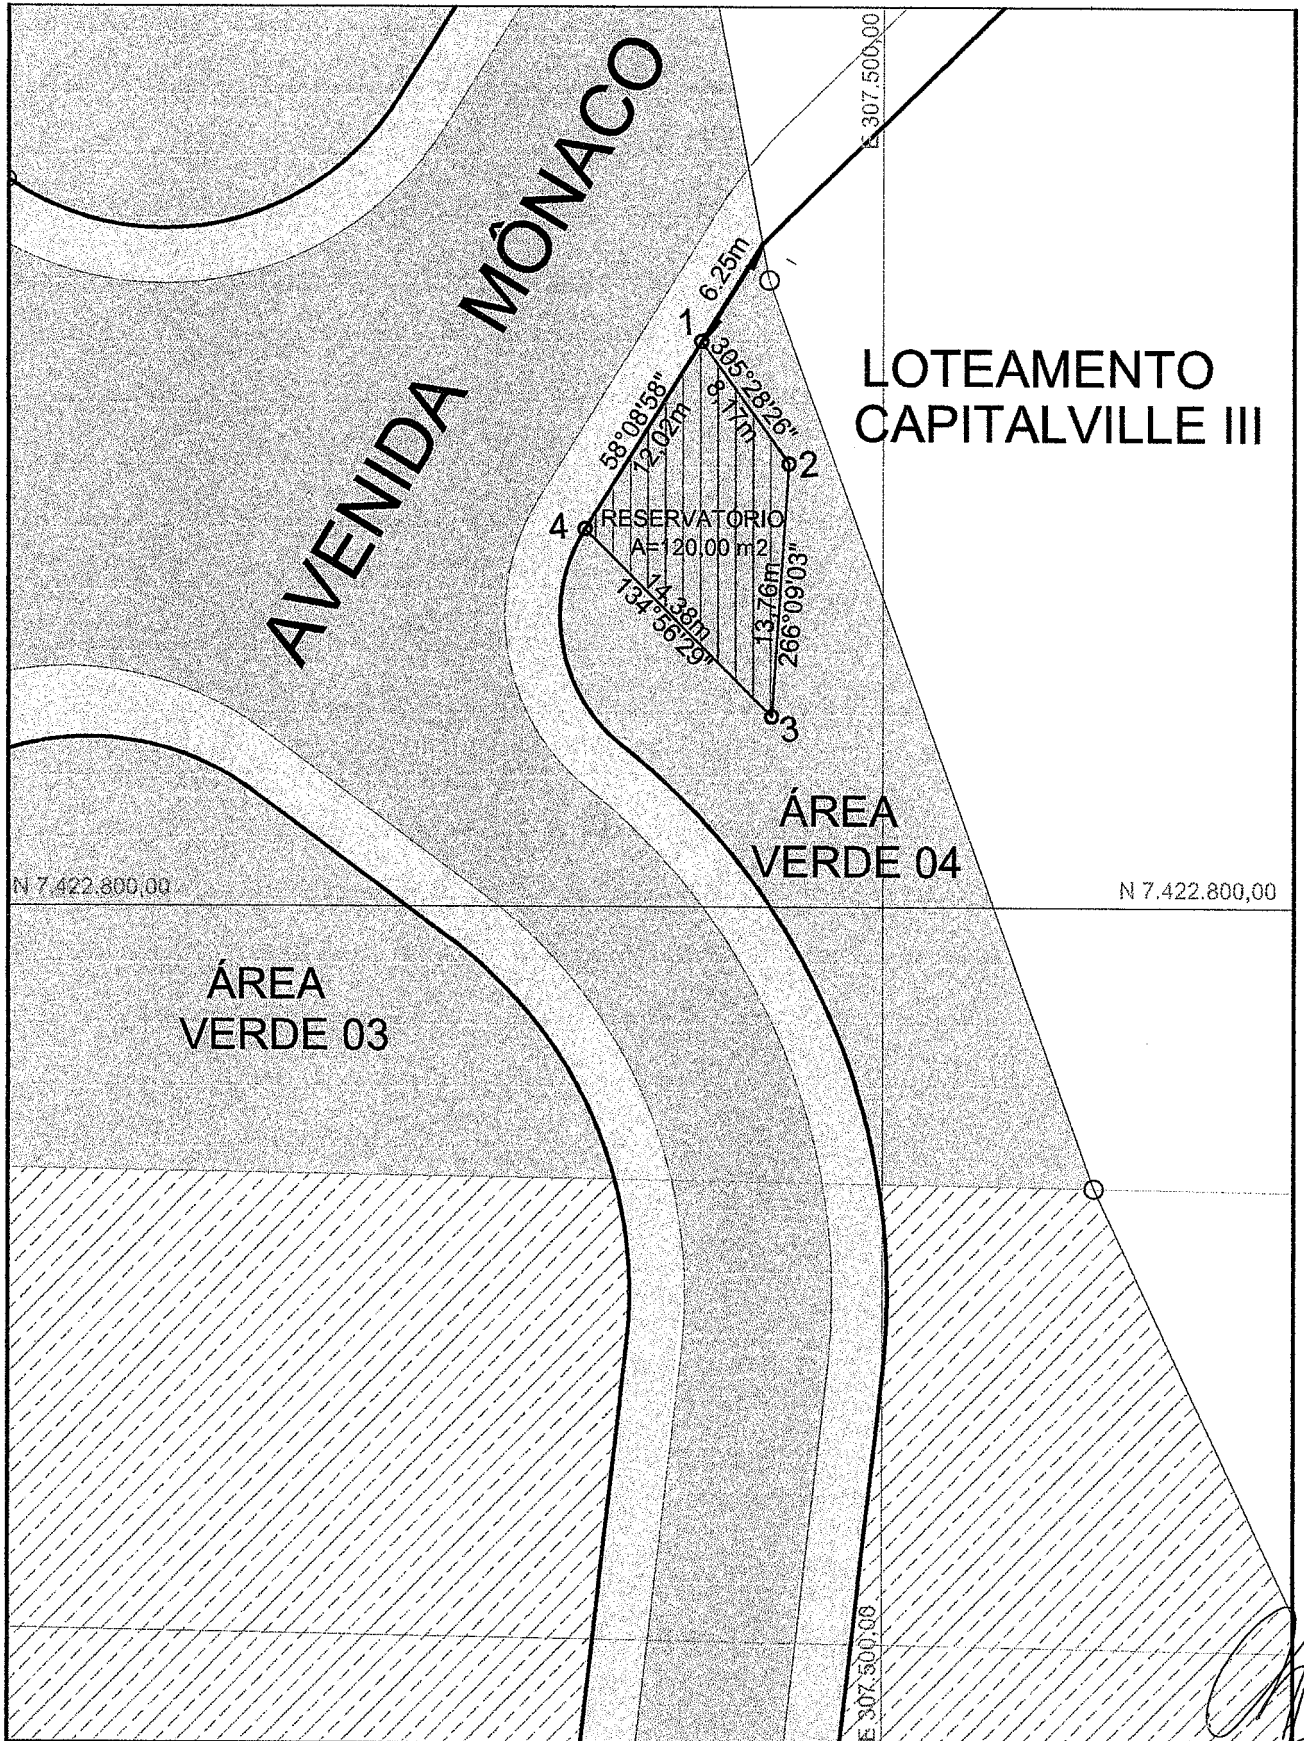 E 307.500,00
AVENIDA MÔNACO
6.25m
1
305°28'26"
8,17m
LOTEAMENTO
CAPITALVILLE III
58°08'58"
12,02m
2
4
RESERVATORIO
A=120,00 m2
14,38m
134°56'29"
13,76m
266°09'03"
3
ÁREA
VERDE 04
N 7.422.800,00
N 7.422.800,00
ÁREA
VERDE 03
E 307.500,00